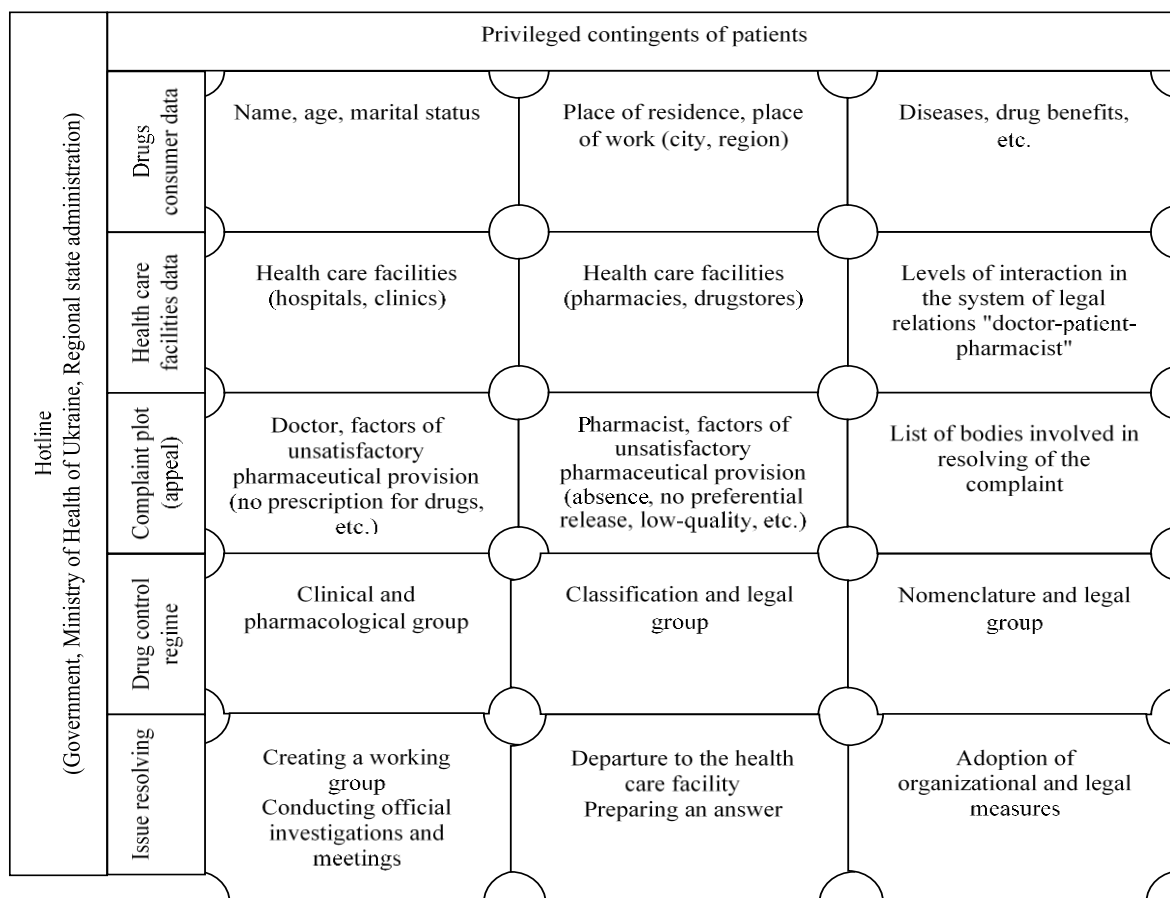 Privileged contingents of patients
Hotline
(Government, Ministry of Health of Ukraine, Regional state administration)
Drugs
consumer data
Name, age, marital status
Place of residence, place
of work (city, region)
Diseases, drug benefits,
etc.
Health care
facilities data
Health care facilities
(hospitals, clinics)
Health care facilities
(pharmacies, drugstores)
Levels of interaction in
the system of legal
relations "doctor-patient-
pharmacist"
Complaint plot
(appeal)
Doctor, factors of
unsatisfactory
pharmaceutical provision
(no prescription for drugs,
etc.)
Pharmacist, factors of
unsatisfactory
pharmaceutical provision
(absence, no preferential
release, low-quality, etc.)
List of bodies involved in
resolving of the
complaint
Drug control
regime
Clinical and
pharmacological group
Classification and legal
group
Nomenclature and legal
group
Issue resolving
Creating a working
group
Conducting official
investigations and
meetings
Departure to the health
care facility
Preparing an answer
Adoption of
organizational and legal
measures